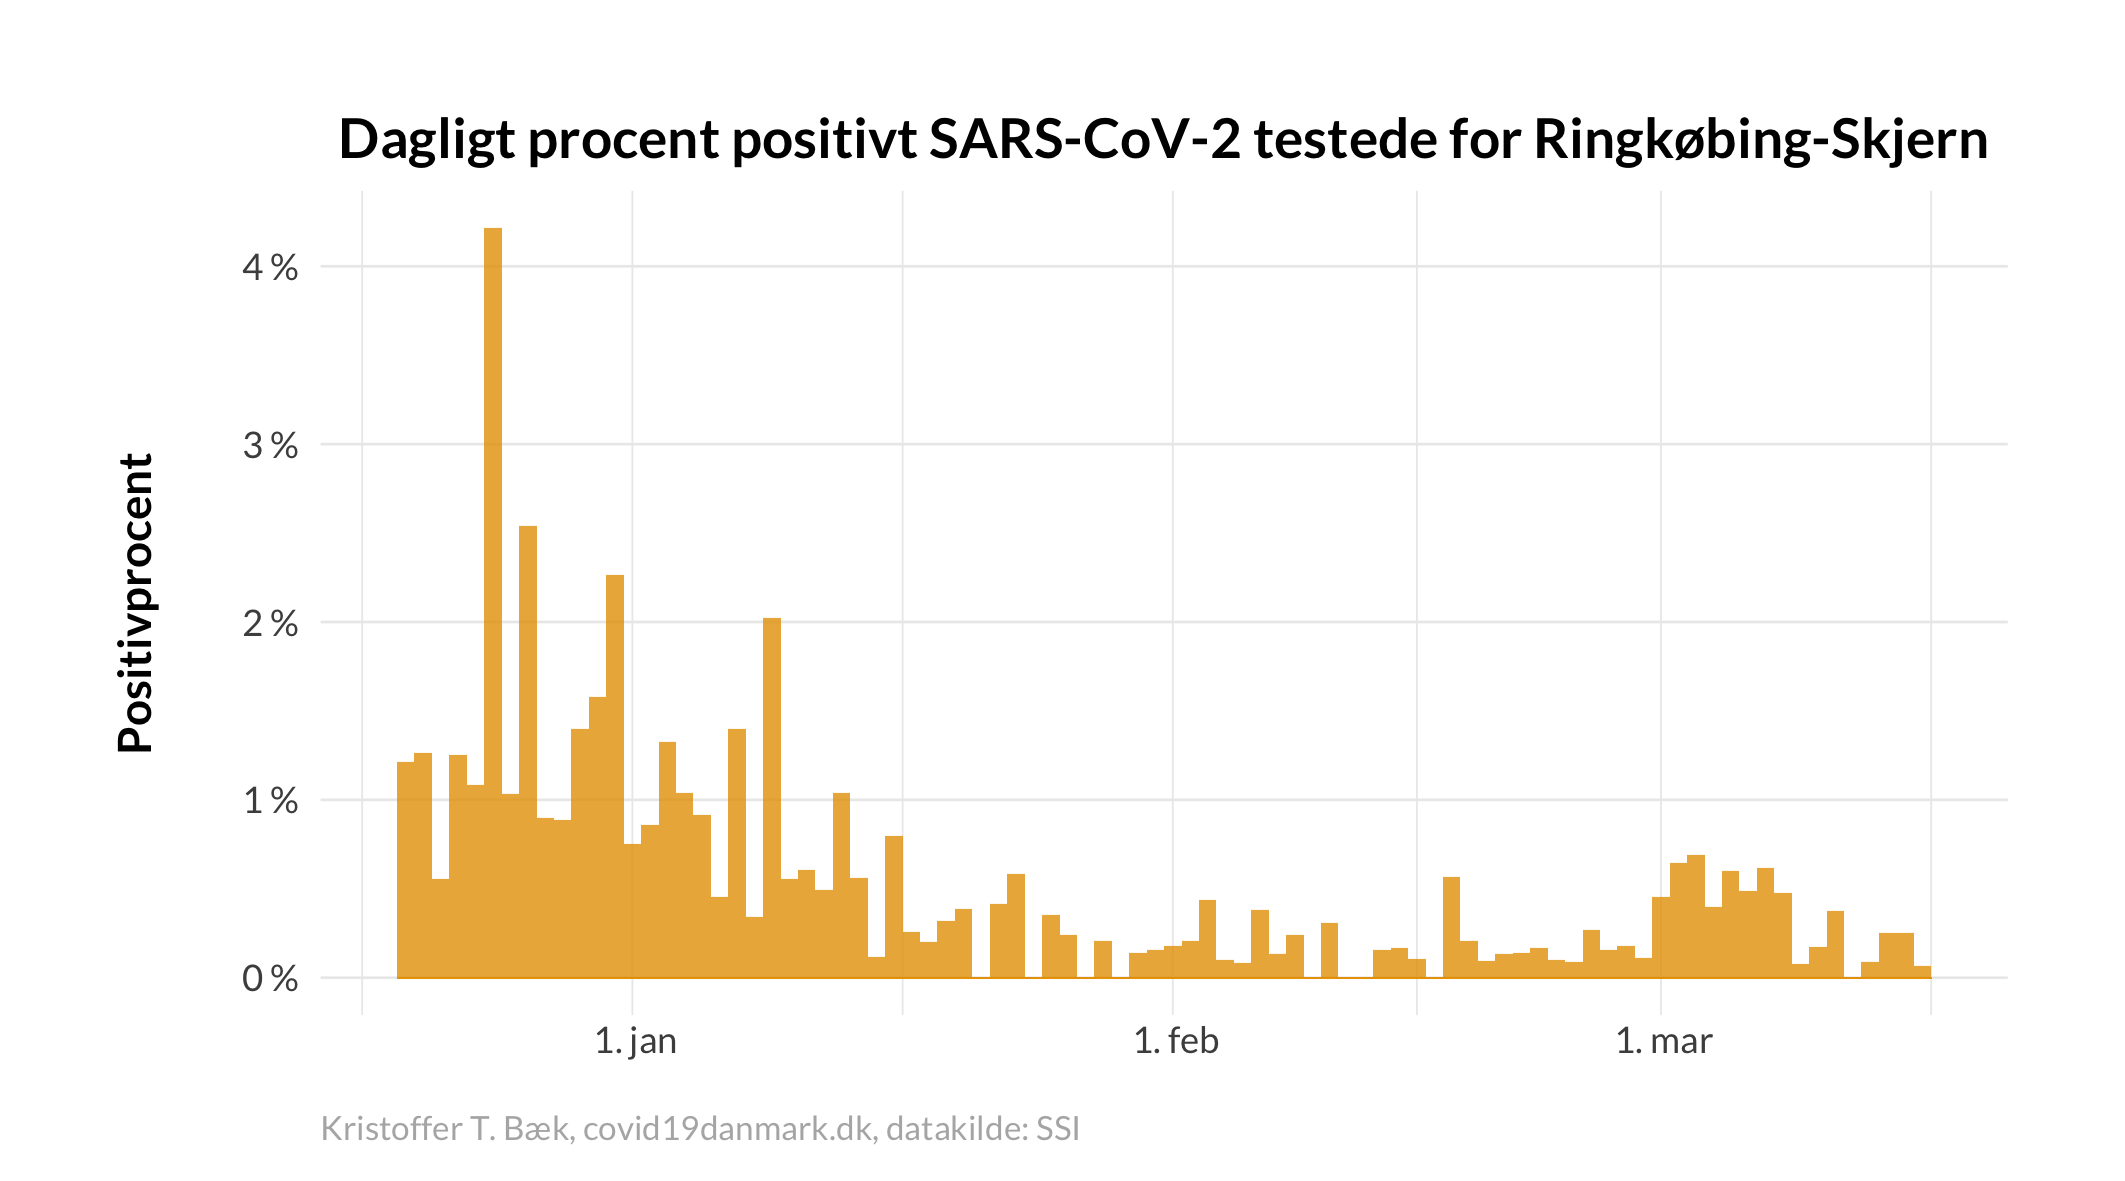 Dagligt procent positivt SARS-CoV-2 testede for Ringkøbing-Skjern
Positivprocent
4 %
3 %
2 %
1 %
0 %
1. jan
1. feb
1. mar
Kristoffer T. Bæk, covid19danmark.dk, datakilde: SSI